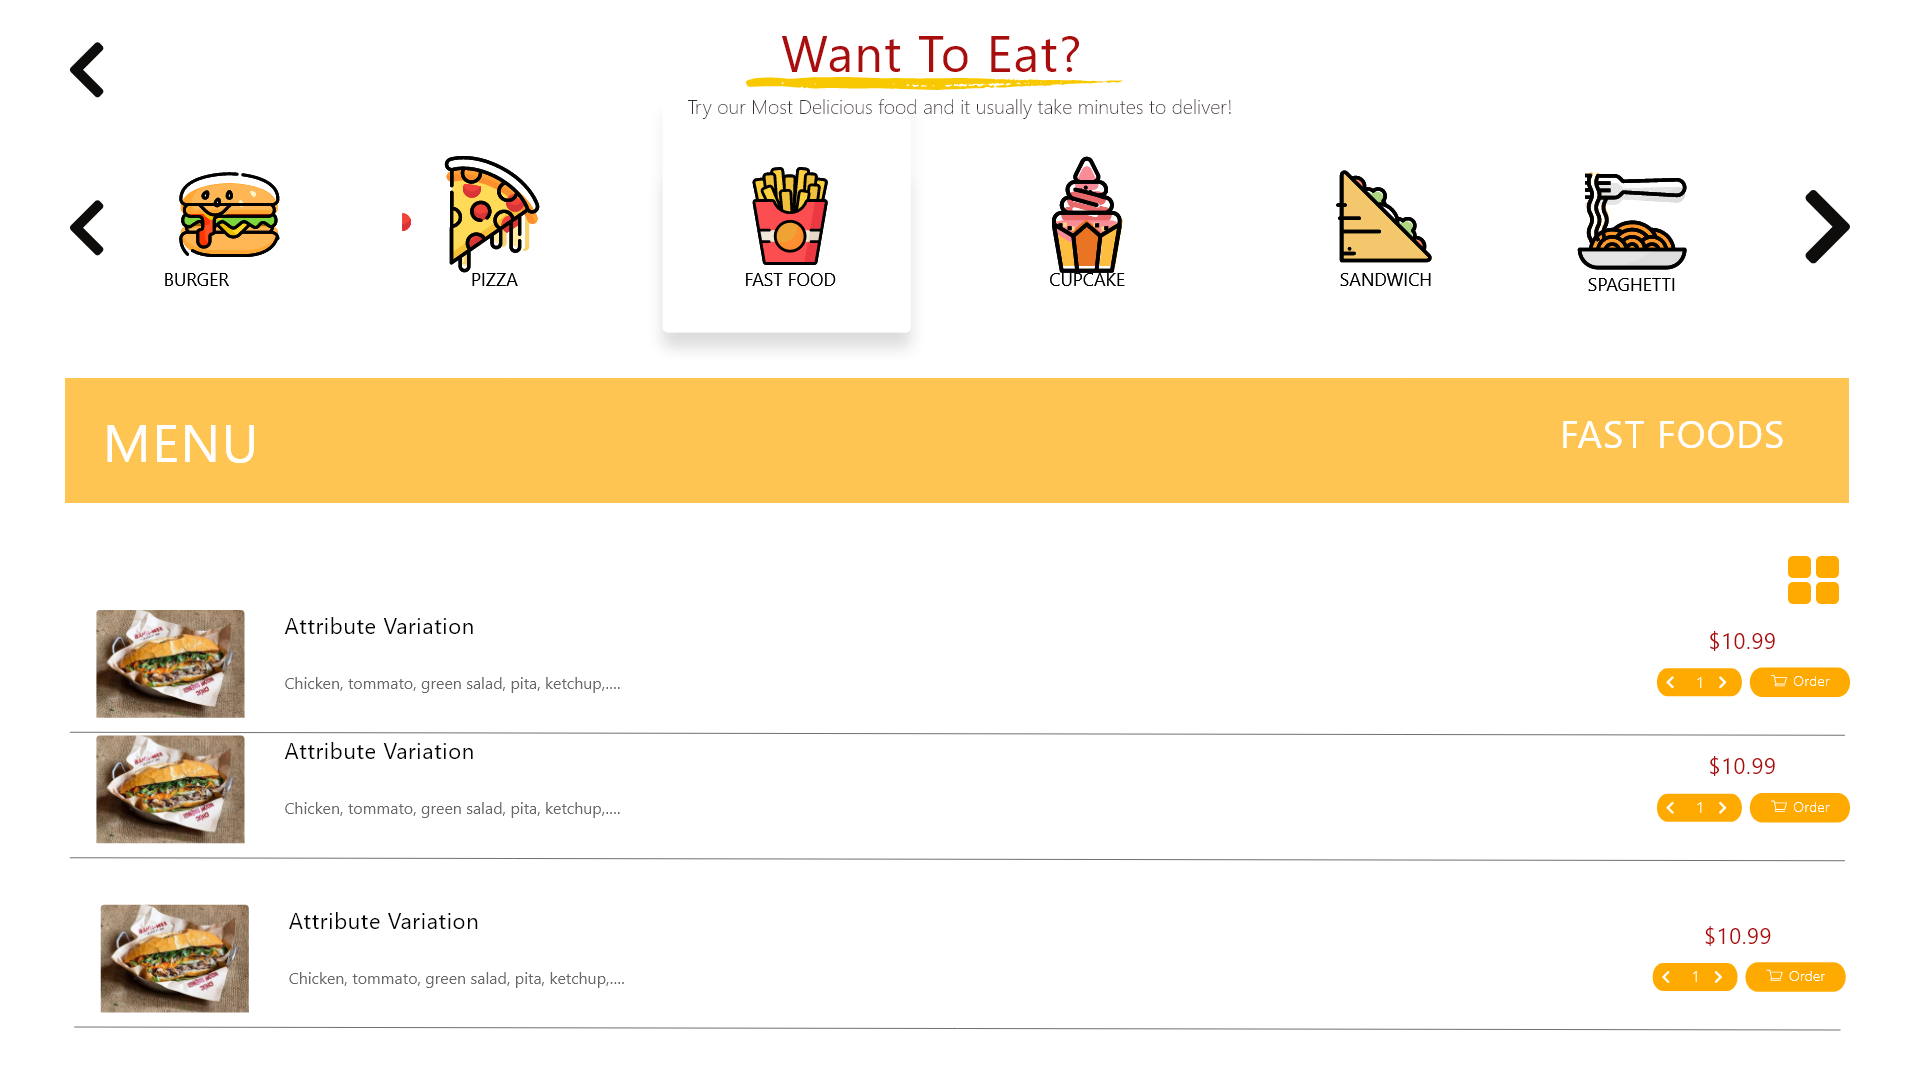 Want To Eat?
Try our Most Delicious food and it usually take minutes to deliver!
BURGER
PIZZA
FAST FOOD
CUPCAKE
SANDWICH
SPAGHETTI
MENU
FAST FOODS
Attribute Variation
$10.99
Chicken, tommato, green salad, pita, ketchup,....
1
Order
Attribute Variation
$10.99
Chicken, tommato, green salad, pita, ketchup,....
1
Order
Attribute Variation
$10.99
Chicken, tommato, green salad, pita, ketchup,....
1
Order